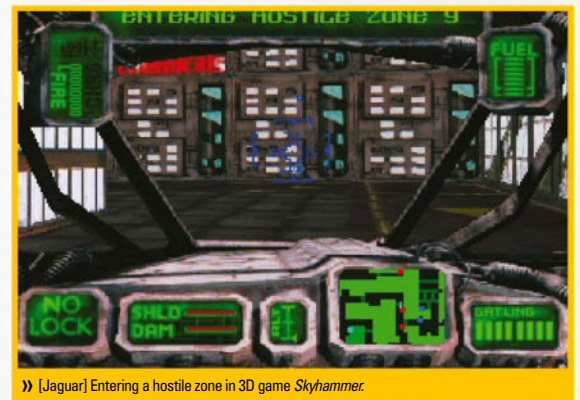 ENTERING HOSTILE ZONE 9
FUEL
FIRE
NO
LOCK
SHLD
DAM
ALT
GATLING
» [Jaguar] Entering a hostile zone in 3D game Skyhammer.